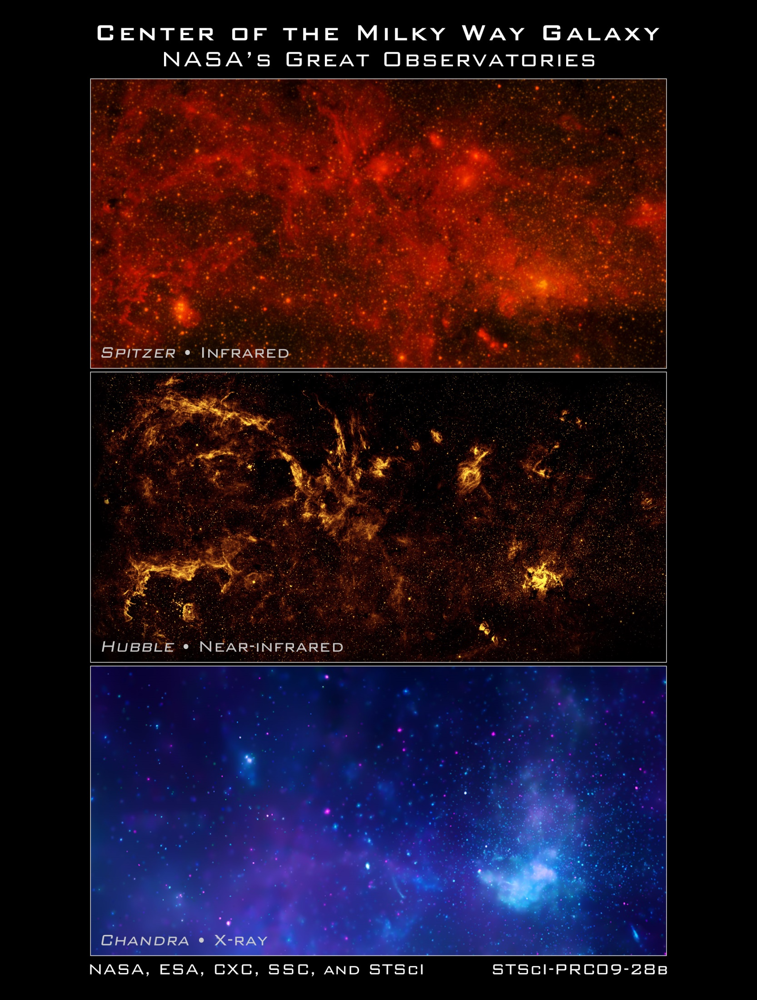 Center of the Milky Way Galaxy
NASA's Great Observatories
Spitzer • Infrared
Hubble • Near-infrared
Chandra • X-ray
NASA, ESA, CXC, SSC, and STScI
STScI-PRC09-28b